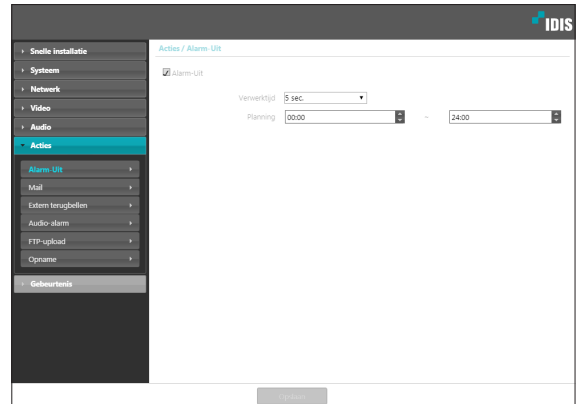 IDIS
Snelle installatie
Systeem
Netwerk
Video
Audio
Acties
Alarm-Uit
Mail
Extern terugbellen
Audio-alarm
FTP-upload
Opname
Gebeurtenis
Acties / Alarm-Uit
Alarm-Uit
Verwerktijd 5 sec.
Planning 00:00 ~ 24:00
Opslaan